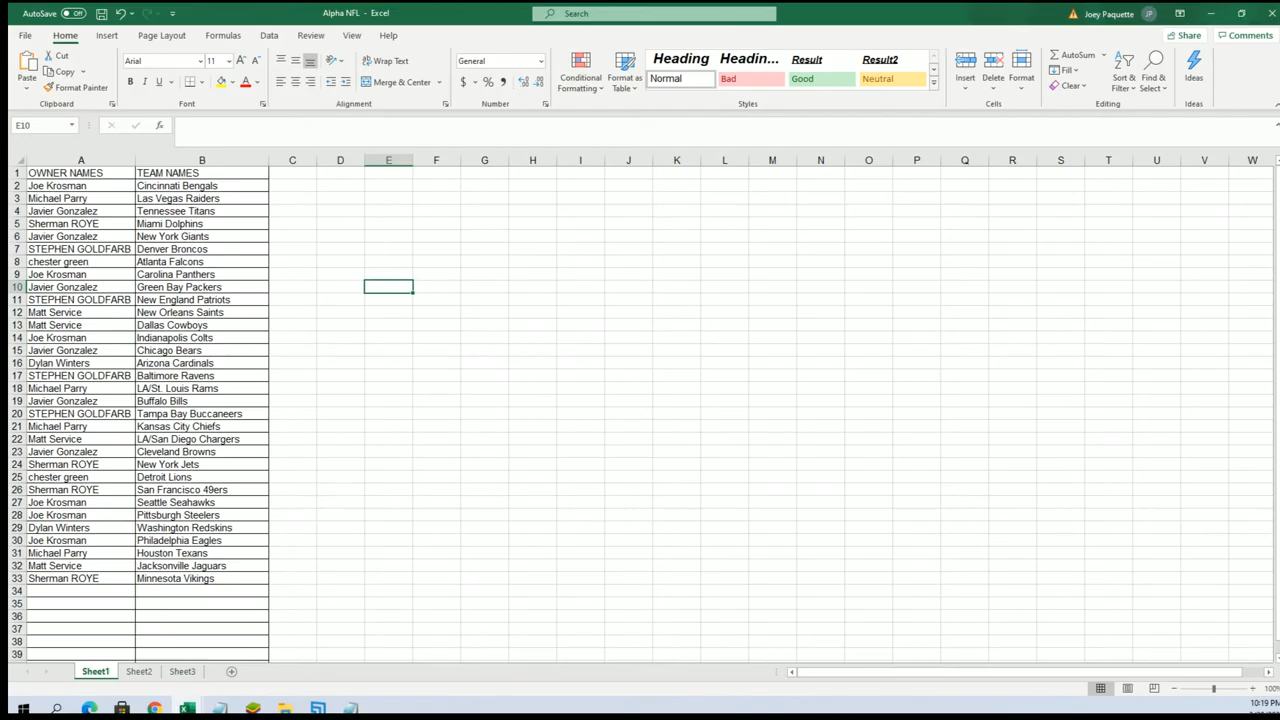 AutoSave Off Alpha NFL - Excel Search Joey Paquette JP
File Home Insert Page Layout Formulas Data Review View Help Share Comments
Paste Cut Copy Format Painter Clipboard
Arial 11 A A B I U A Font
Wrap Text Merge & Center Alignment
General $ % , Number
Conditional Formatting Format as Table
Heading Headin... Result Result2
Normal Bad Good Neutral
Styles
Insert Delete Format Cells
AutoSum Fill Clear Sort & Filter Find & Select Editing
Ideas Ideas
E10 fx
A B C D E F G H I J K L M N O P Q R S T U V W
1 OWNER NAMES TEAM NAMES
2 Joe Krosman Cincinnati Bengals
3 Michael Parry Las Vegas Raiders
4 Javier Gonzalez Tennessee Titans
5 Sherman ROYE Miami Dolphins
6 Javier Gonzalez New York Giants
7 STEPHEN GOLDFARB Denver Broncos
8 chester green Atlanta Falcons
9 Joe Krosman Carolina Panthers
10 Javier Gonzalez Green Bay Packers
11 STEPHEN GOLDFARB New England Patriots
12 Matt Service New Orleans Saints
13 Matt Service Dallas Cowboys
14 Joe Krosman Indianapolis Colts
15 Javier Gonzalez Chicago Bears
16 Dylan Winters Arizona Cardinals
17 STEPHEN GOLDFARB Baltimore Ravens
18 Michael Parry LA/St. Louis Rams
19 Javier Gonzalez Buffalo Bills
20 STEPHEN GOLDFARB Tampa Bay Buccaneers
21 Michael Parry Kansas City Chiefs
22 Matt Service LA/San Diego Chargers
23 Javier Gonzalez Cleveland Browns
24 Sherman ROYE New York Jets
25 chester green Detroit Lions
26 Sherman ROYE San Francisco 49ers
27 Joe Krosman Seattle Seahawks
28 Joe Krosman Pittsburgh Steelers
29 Dylan Winters Washington Redskins
30 Joe Krosman Philadelphia Eagles
31 Michael Parry Houston Texans
32 Matt Service Jacksonville Jaguars
33 Sherman ROYE Minnesota Vikings
34
35
36
37
38
39
Sheet1 Sheet2 Sheet3
100%
10:19 PM